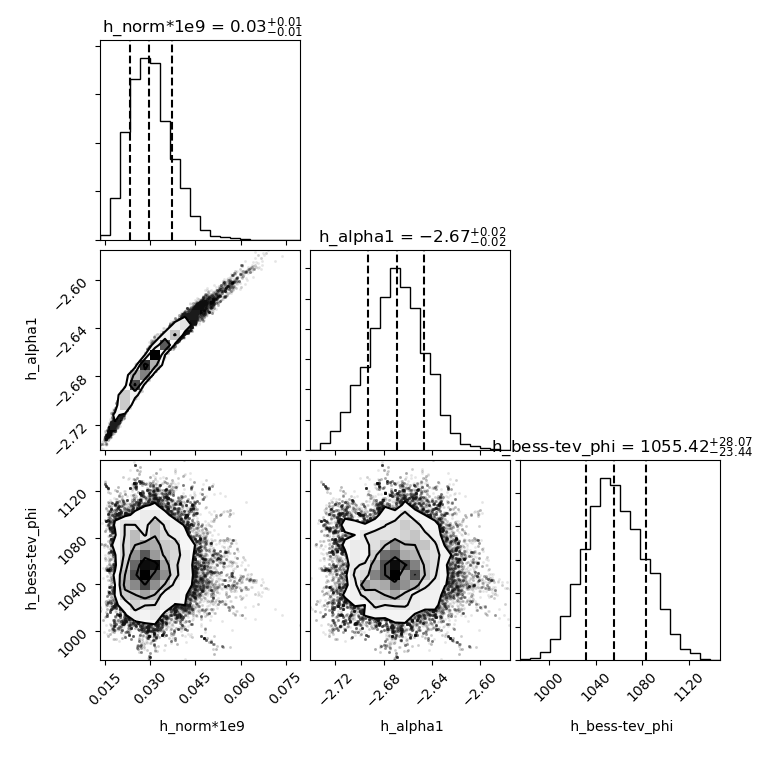 h_norm*1e9 = 0.03+0.01−0.01
h_alpha1 = −2.67+0.02−0.02
h_alpha1
−2.60
−2.64
−2.68
−2.72
h_bess-tev_phi = 1055.42+28.07−23.44
h_bess-tev_phi
1120
1080
1040
1000
0.015 0.030 0.045 0.060 0.075
−2.72 −2.68 −2.64 −2.60
1000 1040 1080 1120
h_norm*1e9 h_alpha1 h_bess-tev_phi